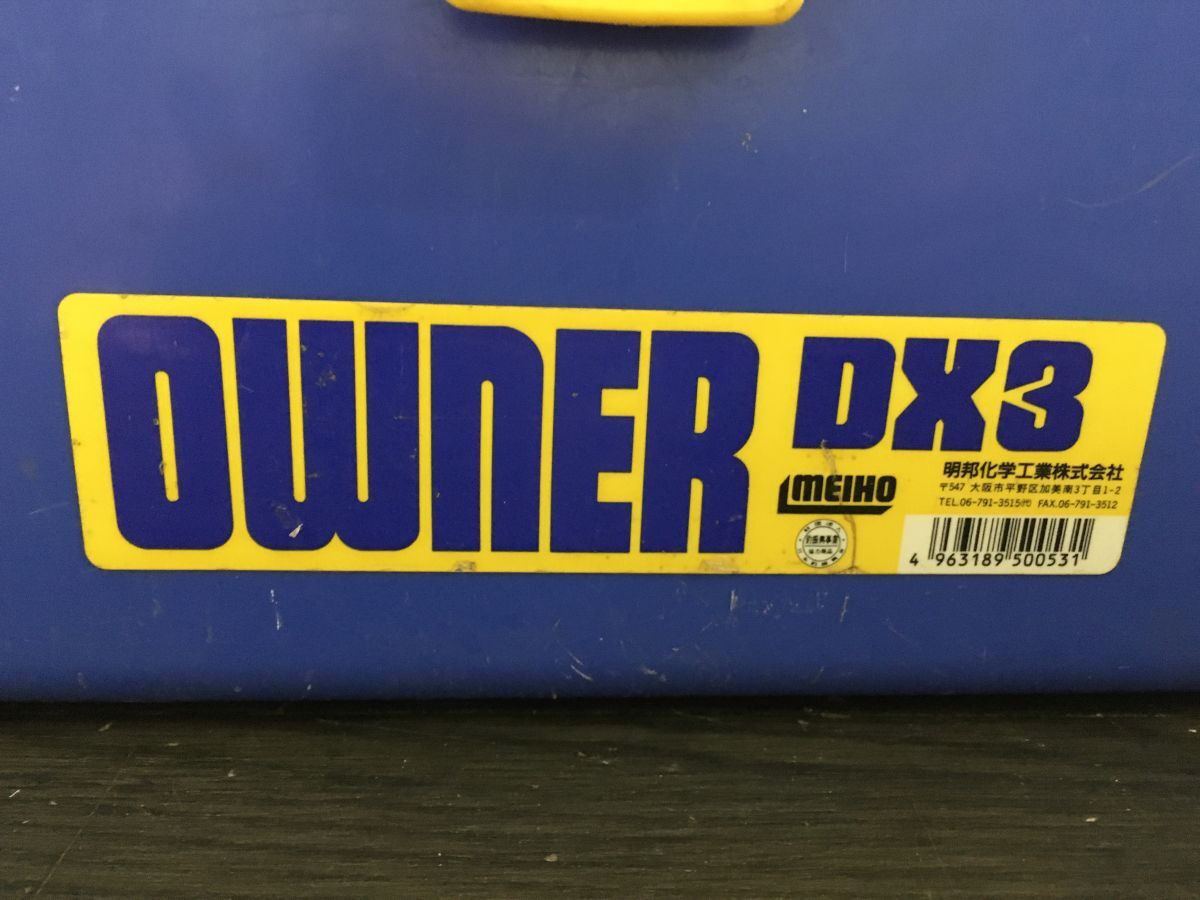 OWNER DX3
MEIHO
明邦化学工業株式会社
〒547 大阪市平野区加美南3丁目1-2
TEL.06-791-3515㈹ FAX.06-791-3512
4 963189 500531